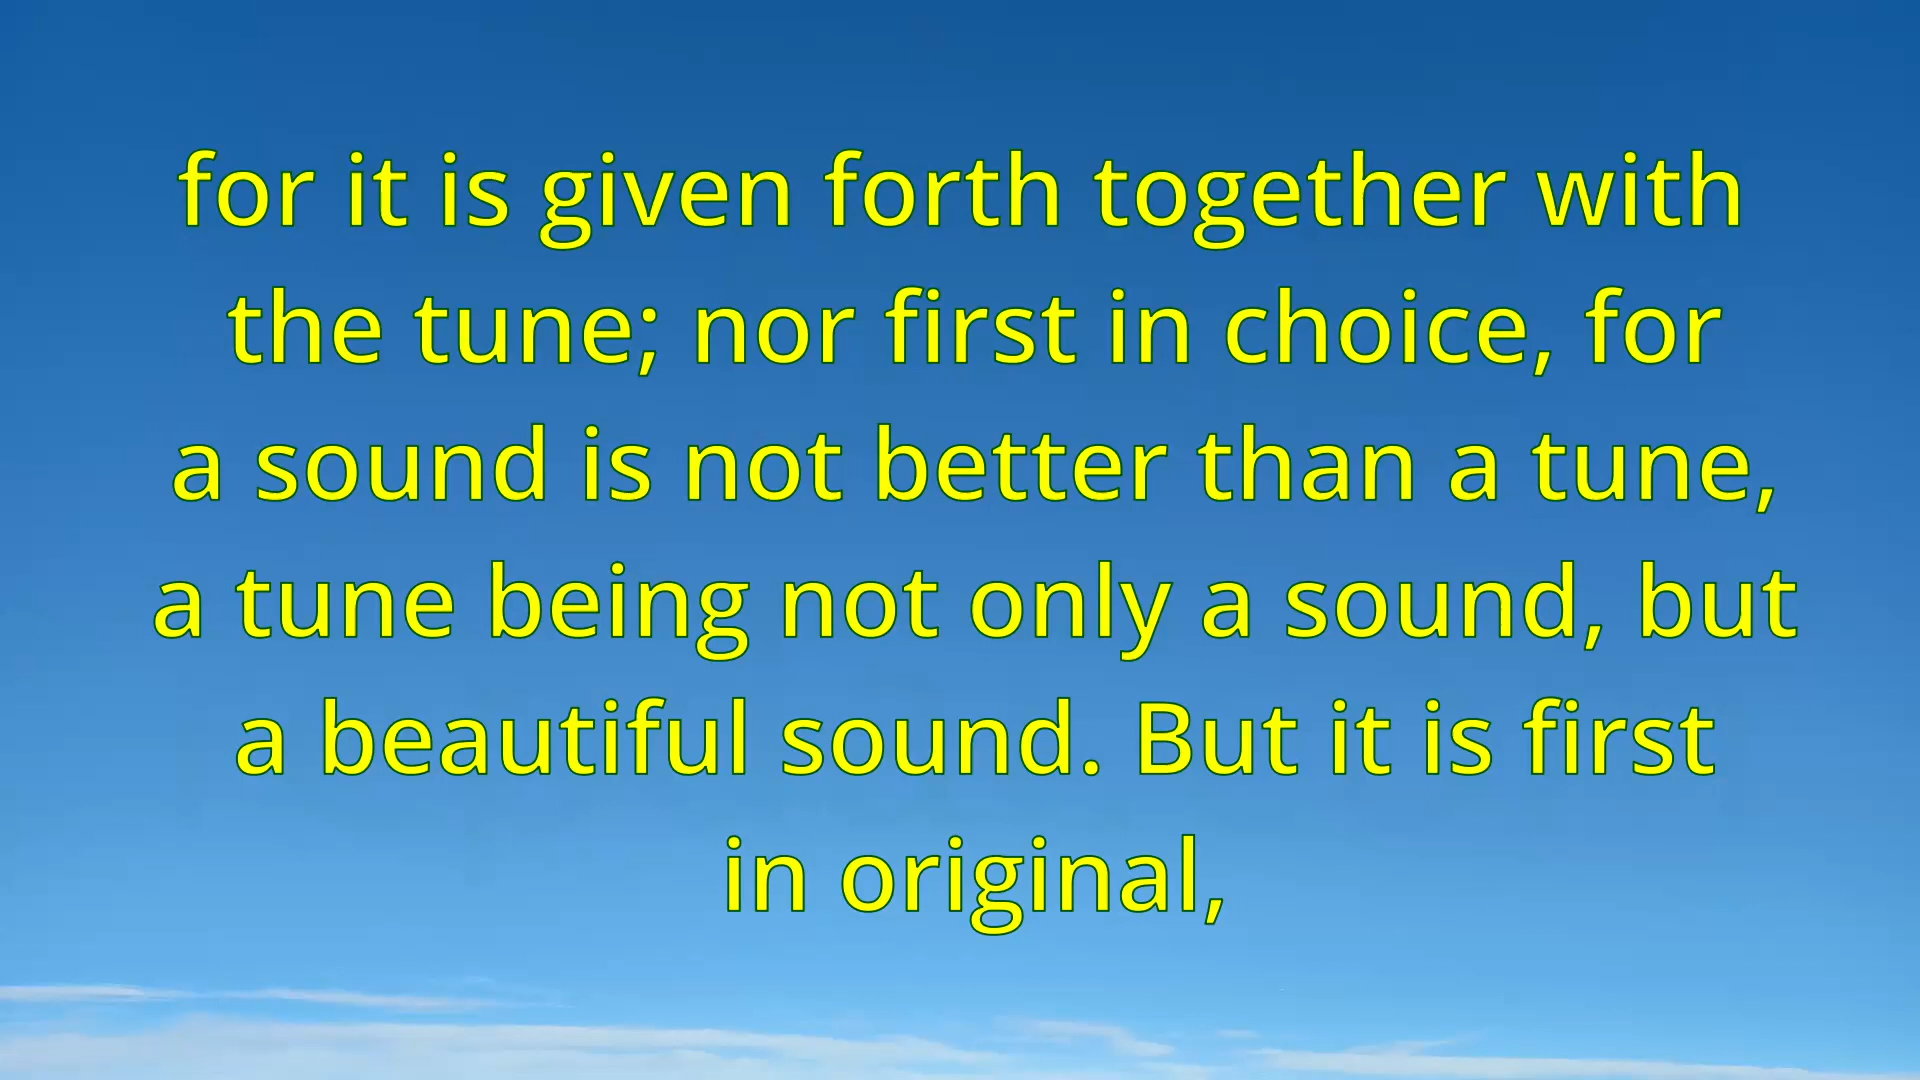 for it is given forth together with
the tune; nor first in choice, for
a sound is not better than a tune,
a tune being not only a sound, but
a beautiful sound. But it is first
in original,